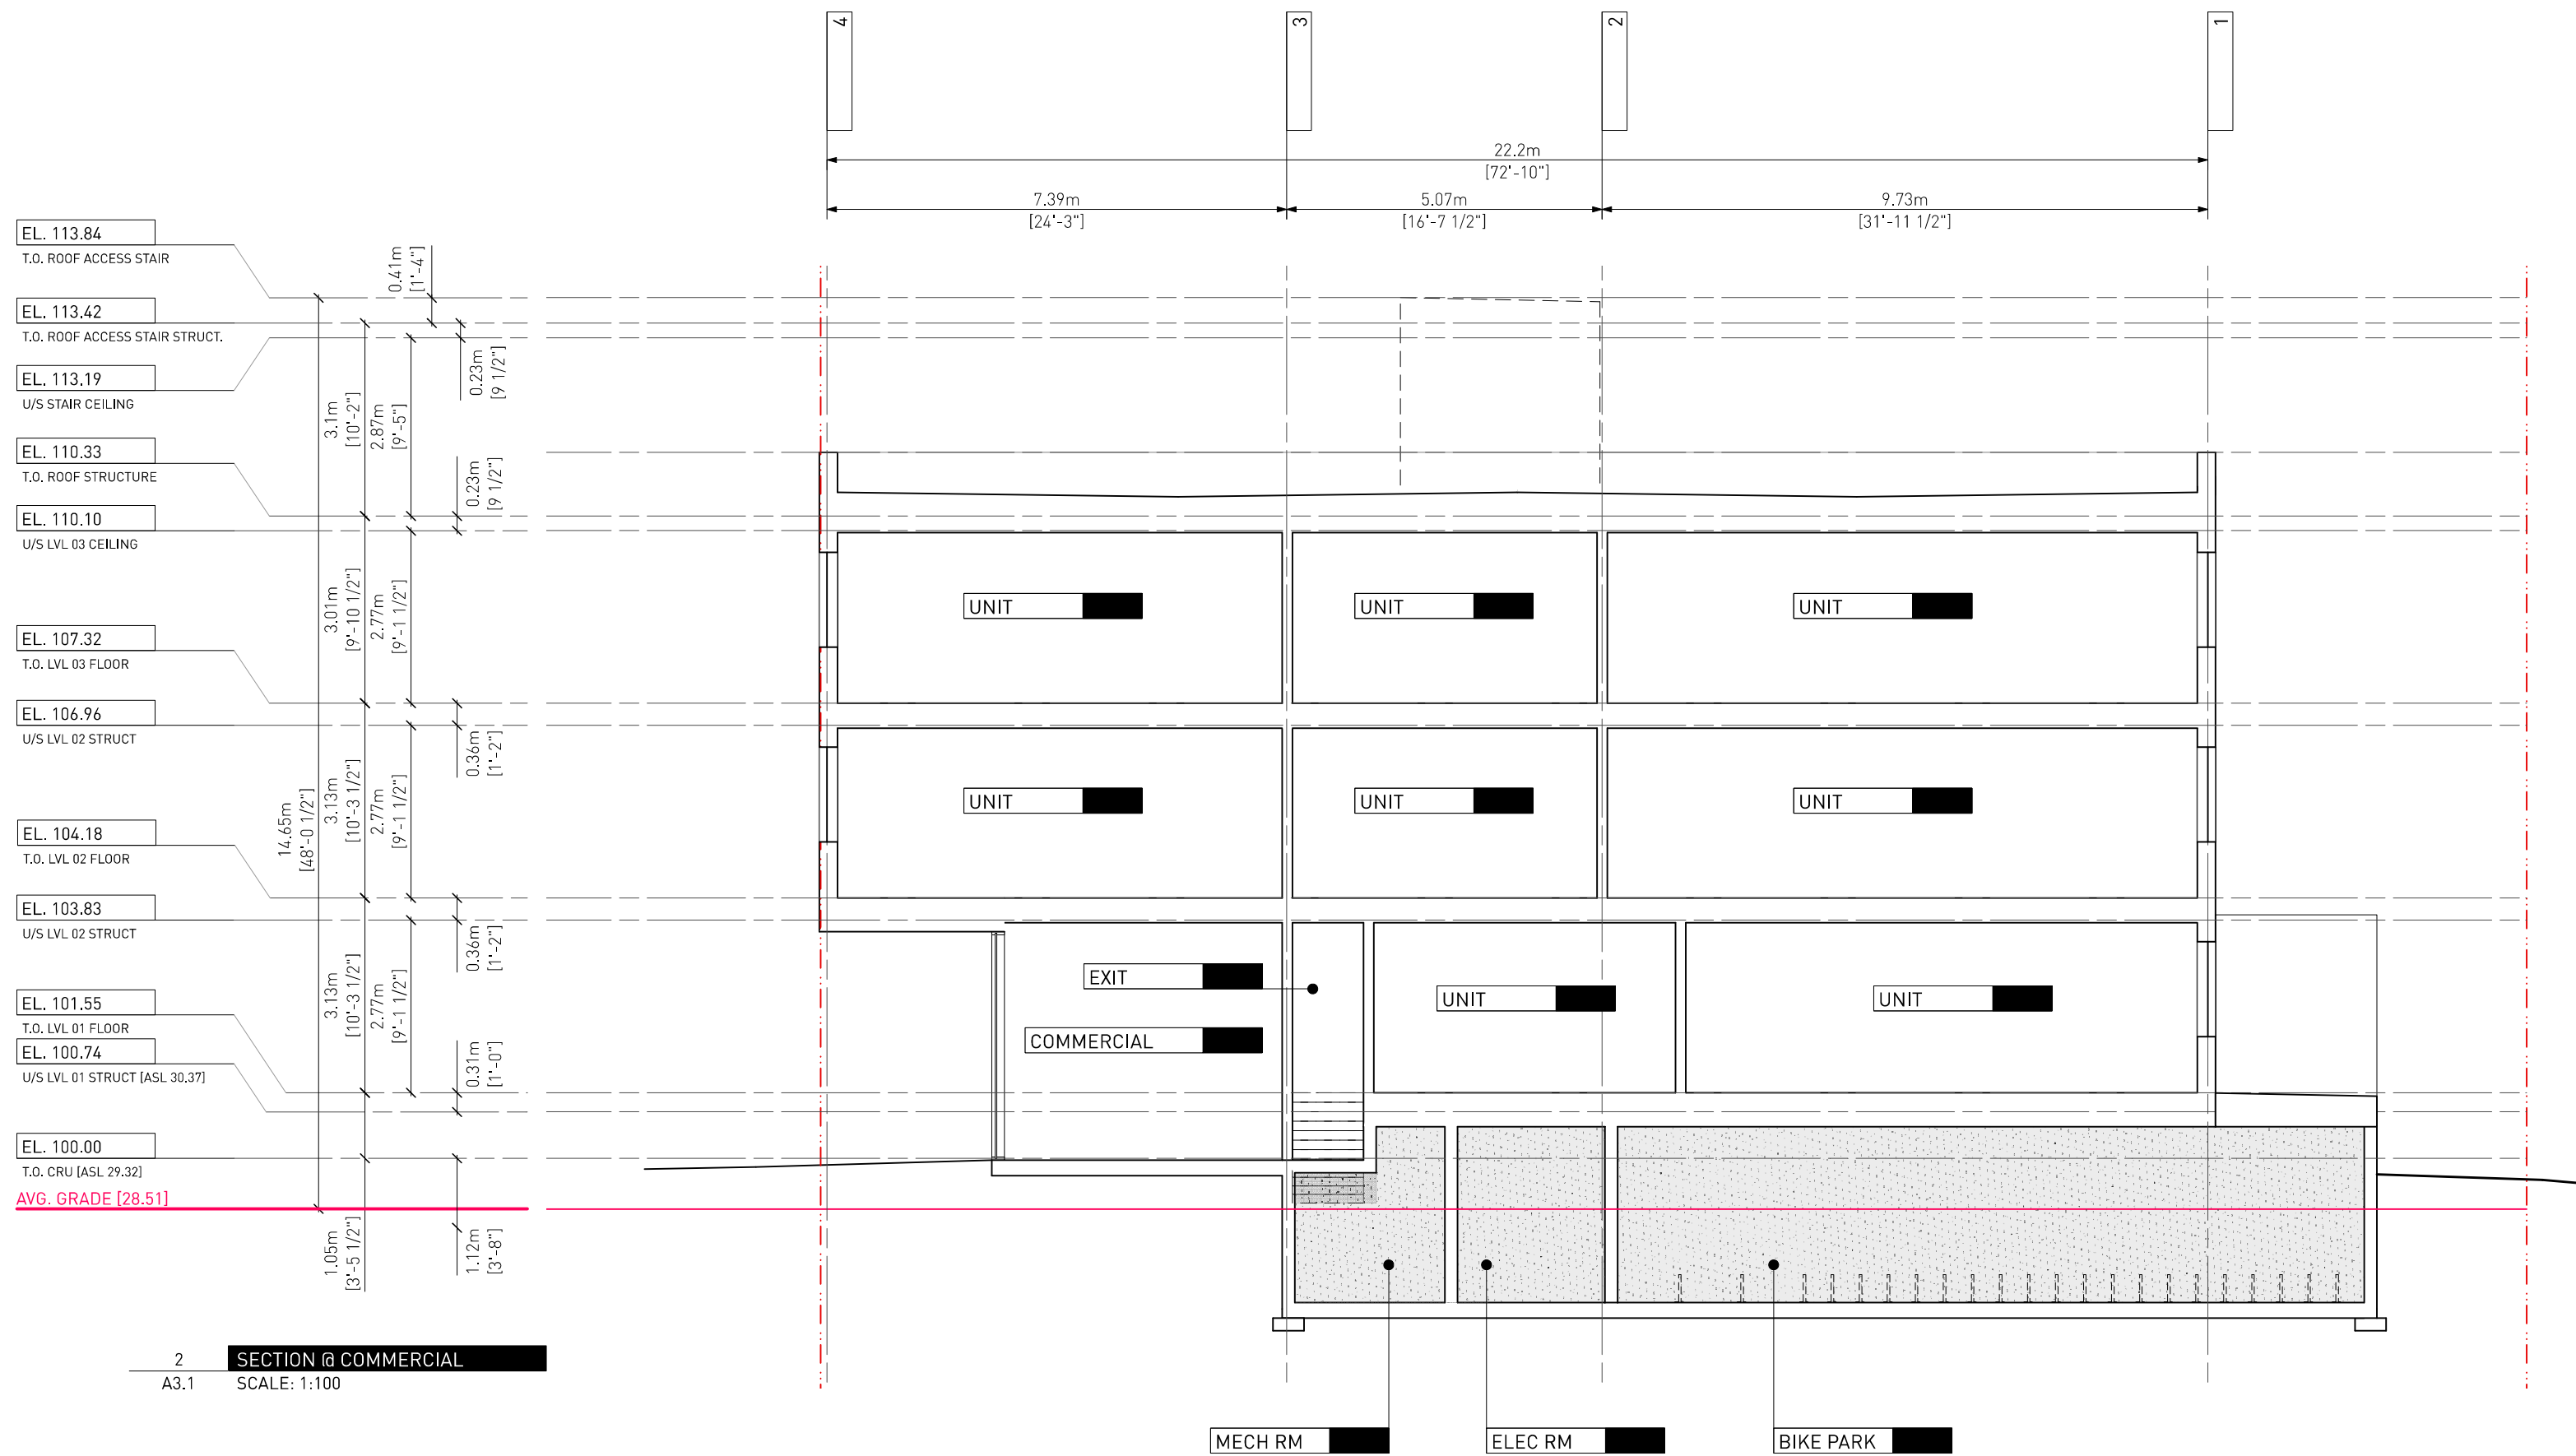 4
3
2
1
22.2m
[72'-10"]
7.39m
[24'-3"]
5.07m
[16'-7 1/2"]
9.73m
[31'-11 1/2"]
EL. 113.84
T.O. ROOF ACCESS STAIR
EL. 113.42
T.O. ROOF ACCESS STAIR STRUCT.
EL. 113.19
U/S STAIR CEILING
EL. 110.33
T.O. ROOF STRUCTURE
EL. 110.10
U/S LVL 03 CEILING
EL. 107.32
T.O. LVL 03 FLOOR
EL. 106.96
U/S LVL 02 STRUCT
EL. 104.18
T.O. LVL 02 FLOOR
EL. 103.83
U/S LVL 02 STRUCT
EL. 101.55
T.O. LVL 01 FLOOR
EL. 100.74
U/S LVL 01 STRUCT [ASL 30.37]
EL. 100.00
T.O. CRU [ASL 29.32]
AVG. GRADE [28.51]
14.65m
[48'-0 1/2"]
3.1m
[10'-2"]
3.01m
[9'-10 1/2"]
3.13m
[10'-3 1/2"]
3.13m
[10'-3 1/2"]
1.05m
[3'-5 1/2"]
0.41m
[1'-4"]
2.87m
[9'-5"]
2.77m
[9'-1 1/2"]
2.77m
[9'-1 1/2"]
2.77m
[9'-1 1/2"]
0.23m
[9 1/2"]
0.23m
[9 1/2"]
0.36m
[1'-2"]
0.36m
[1'-2"]
0.31m
[1'-0"]
1.12m
[3'-8"]
UNIT
UNIT
UNIT
UNIT
UNIT
UNIT
EXIT
COMMERCIAL
UNIT
UNIT
MECH RM
ELEC RM
BIKE PARK
2
SECTION @ COMMERCIAL
A3.1
SCALE: 1:100